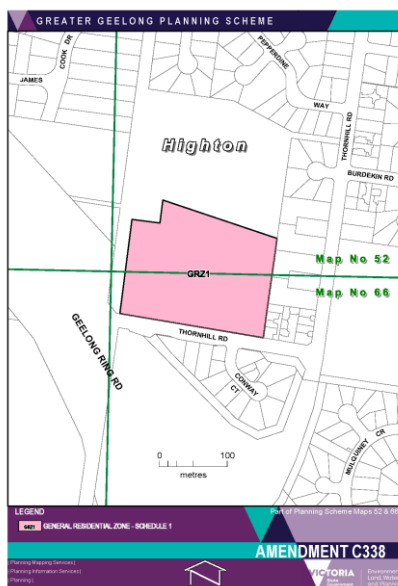 GREATER GEELONG PLANNING SCHEME
COOK DR
JAMES
PEPPERDINE
WAY
THORNHILL RD
BURDEKIN RD
Highton
Map No 52
GRZ1
Map No 66
GEELONG RING RD
THORNHILL RD
CONWAY
CT
MULQUINEY CR
0 100
metres
LEGEND
Part of Planning Scheme Maps 52 & 66
GRZ1 GENERAL RESIDENTIAL ZONE - SCHEDULE 1
AMENDMENT C338
| Planning Mapping Services |
| Planning Information Services |
| Planning |
VICTORIA
State
Government
Environment,
Land, Water
and Planning